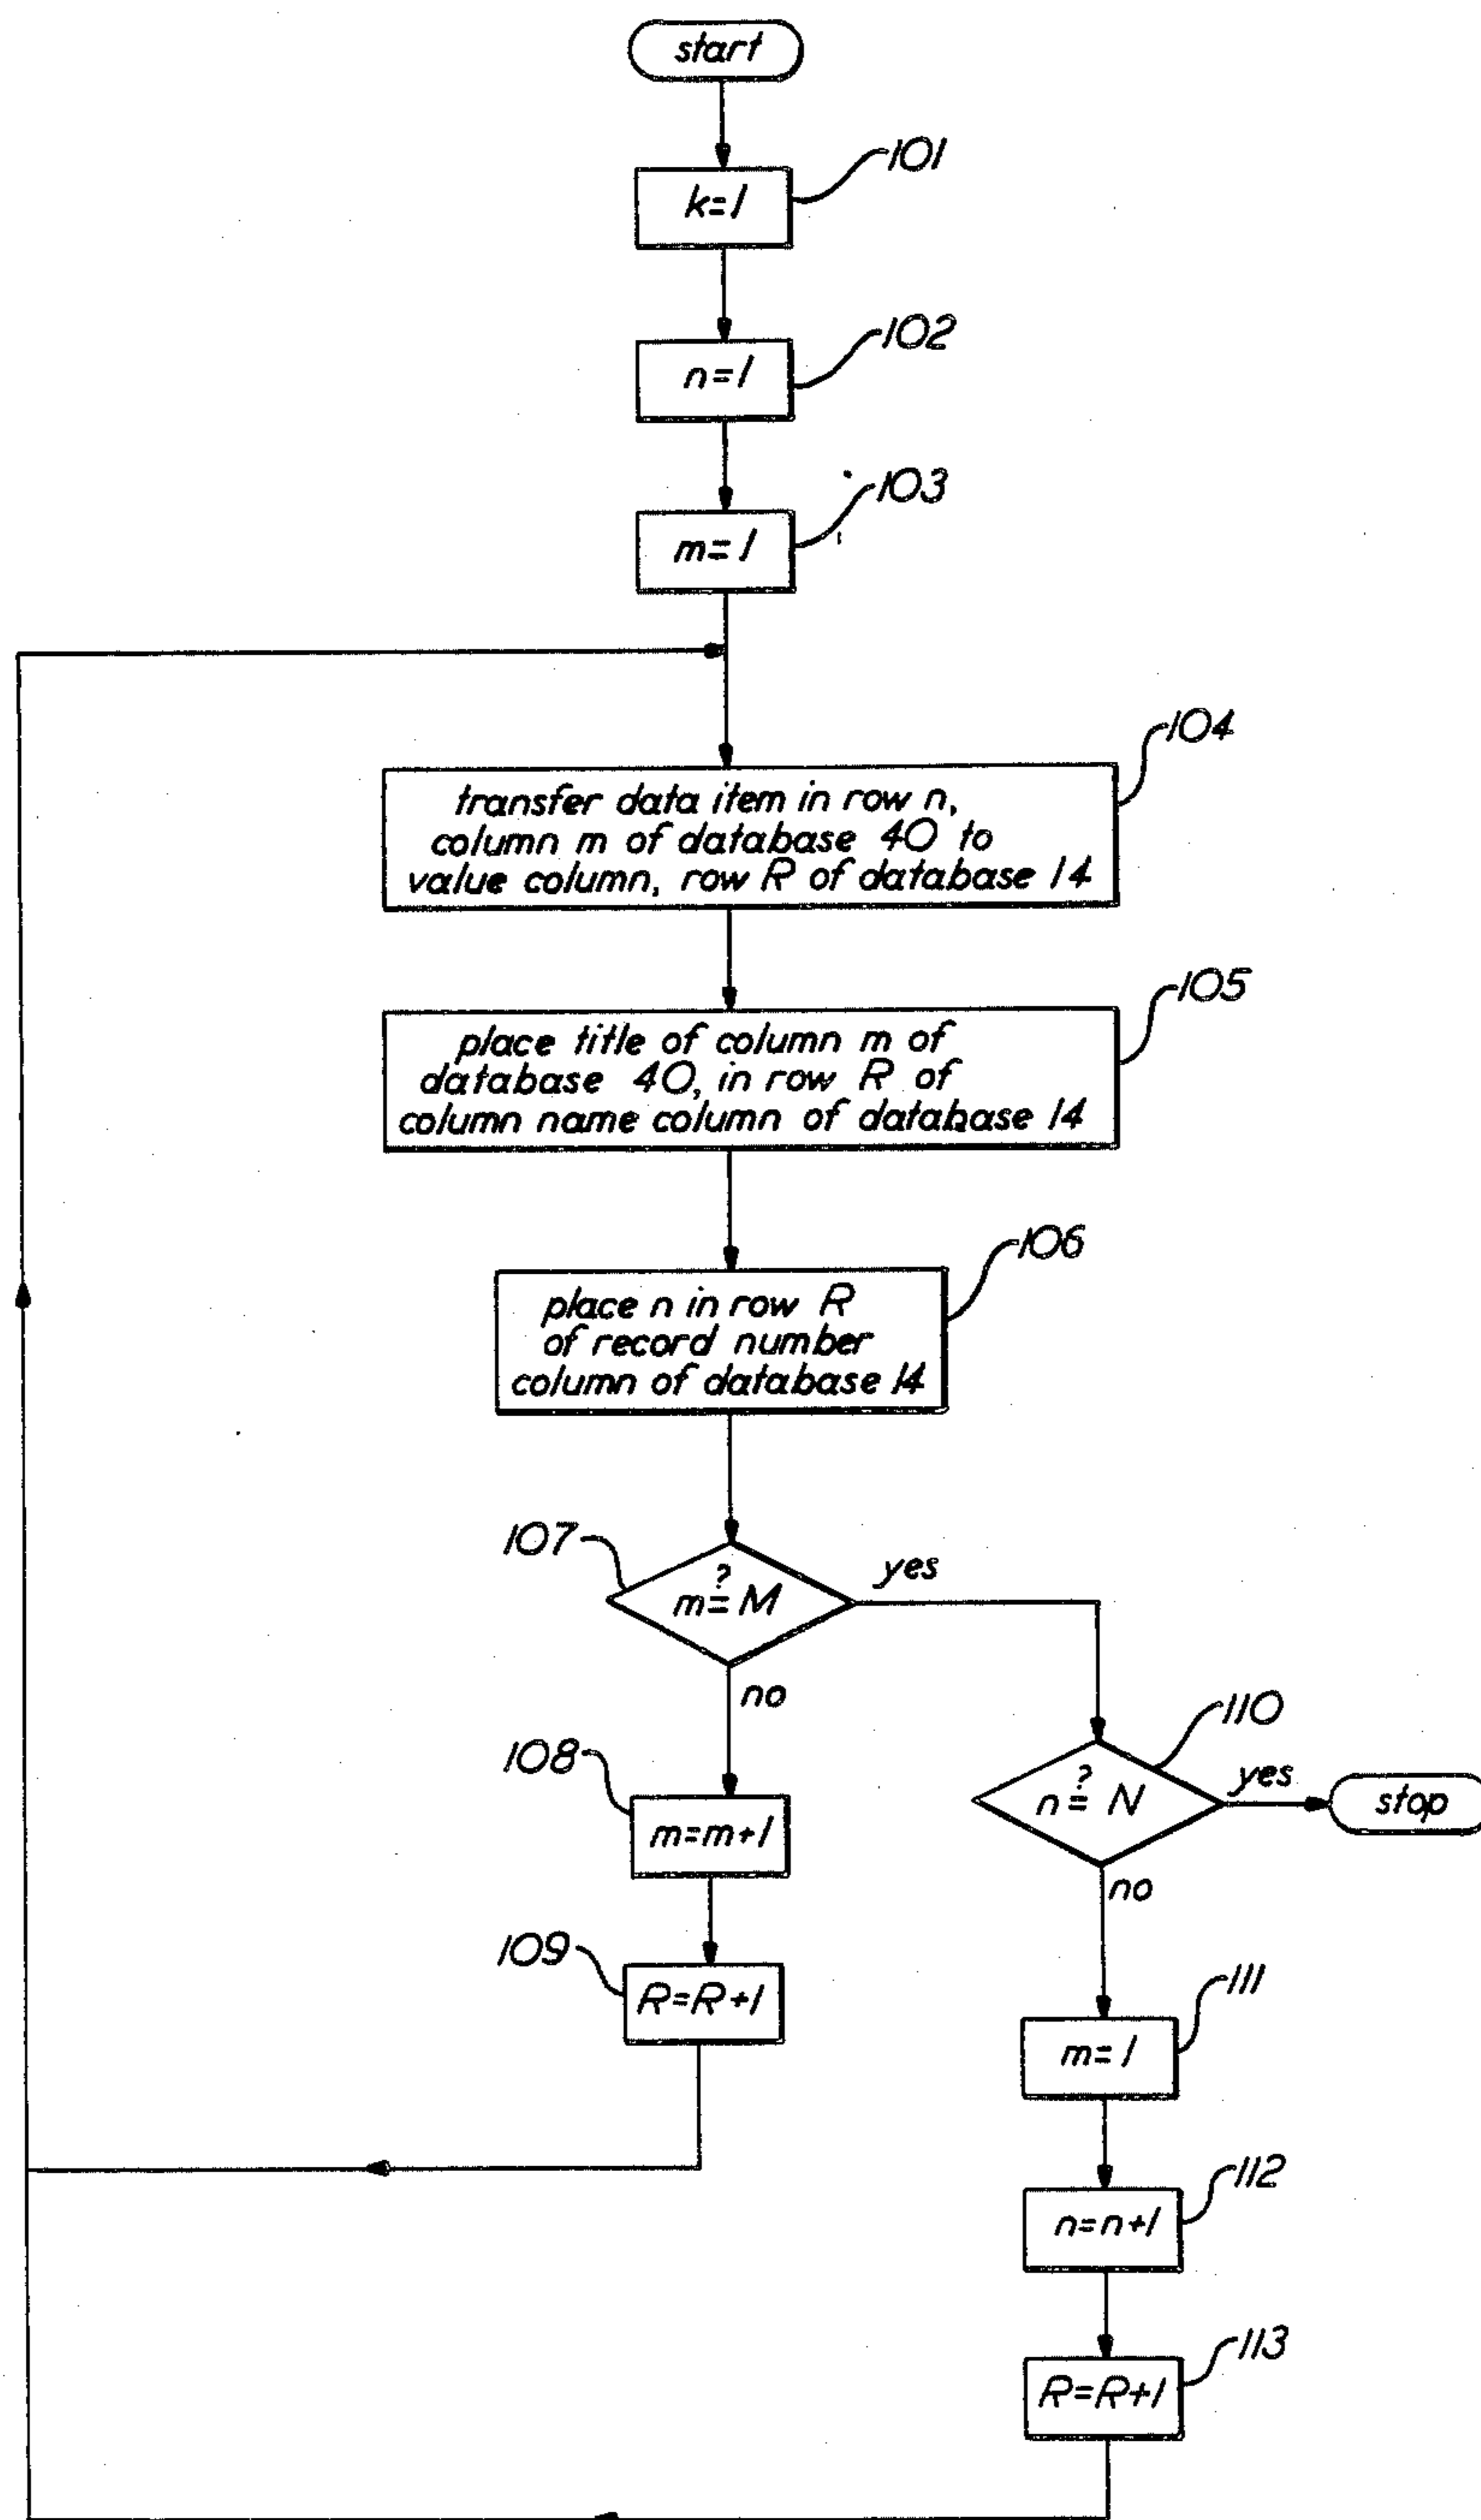 start
101
k=1
102
n=1
103
m=1
104
transfer data item in row n,
column m of database 40 to
value column, row R of database 14
105
place title of column m of
database 40, in row R of
column name column of database 14
106
place n in row R
of record number
column of database 14
107
?
m=M
yes
no
110
?
n=N
yes
stop
no
108
m=m+1
109
R=R+1
111
m=1
112
n=n+1
113
R=R+1